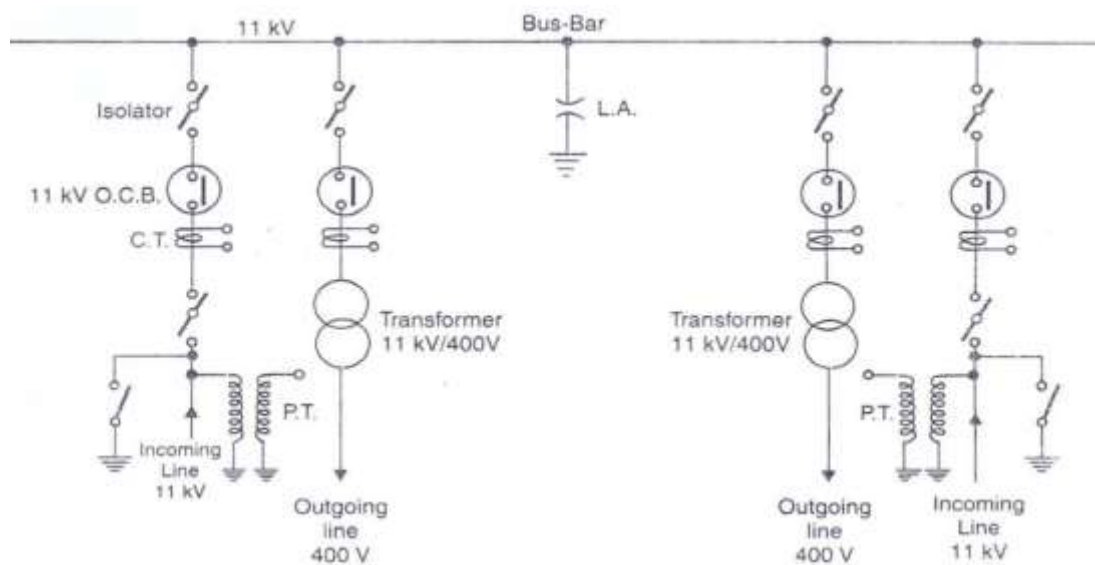 11 kV
Bus-Bar
Isolator
L.A.
11 kV O.C.B.
C.T.
Transformer
11 kV/400V
Transformer
11 kV/400V
P.T.
P.T.
Incoming
Line
11 kV
Outgoing
line
400 V
Outgoing
line
400 V
Incoming
Line
11 kV